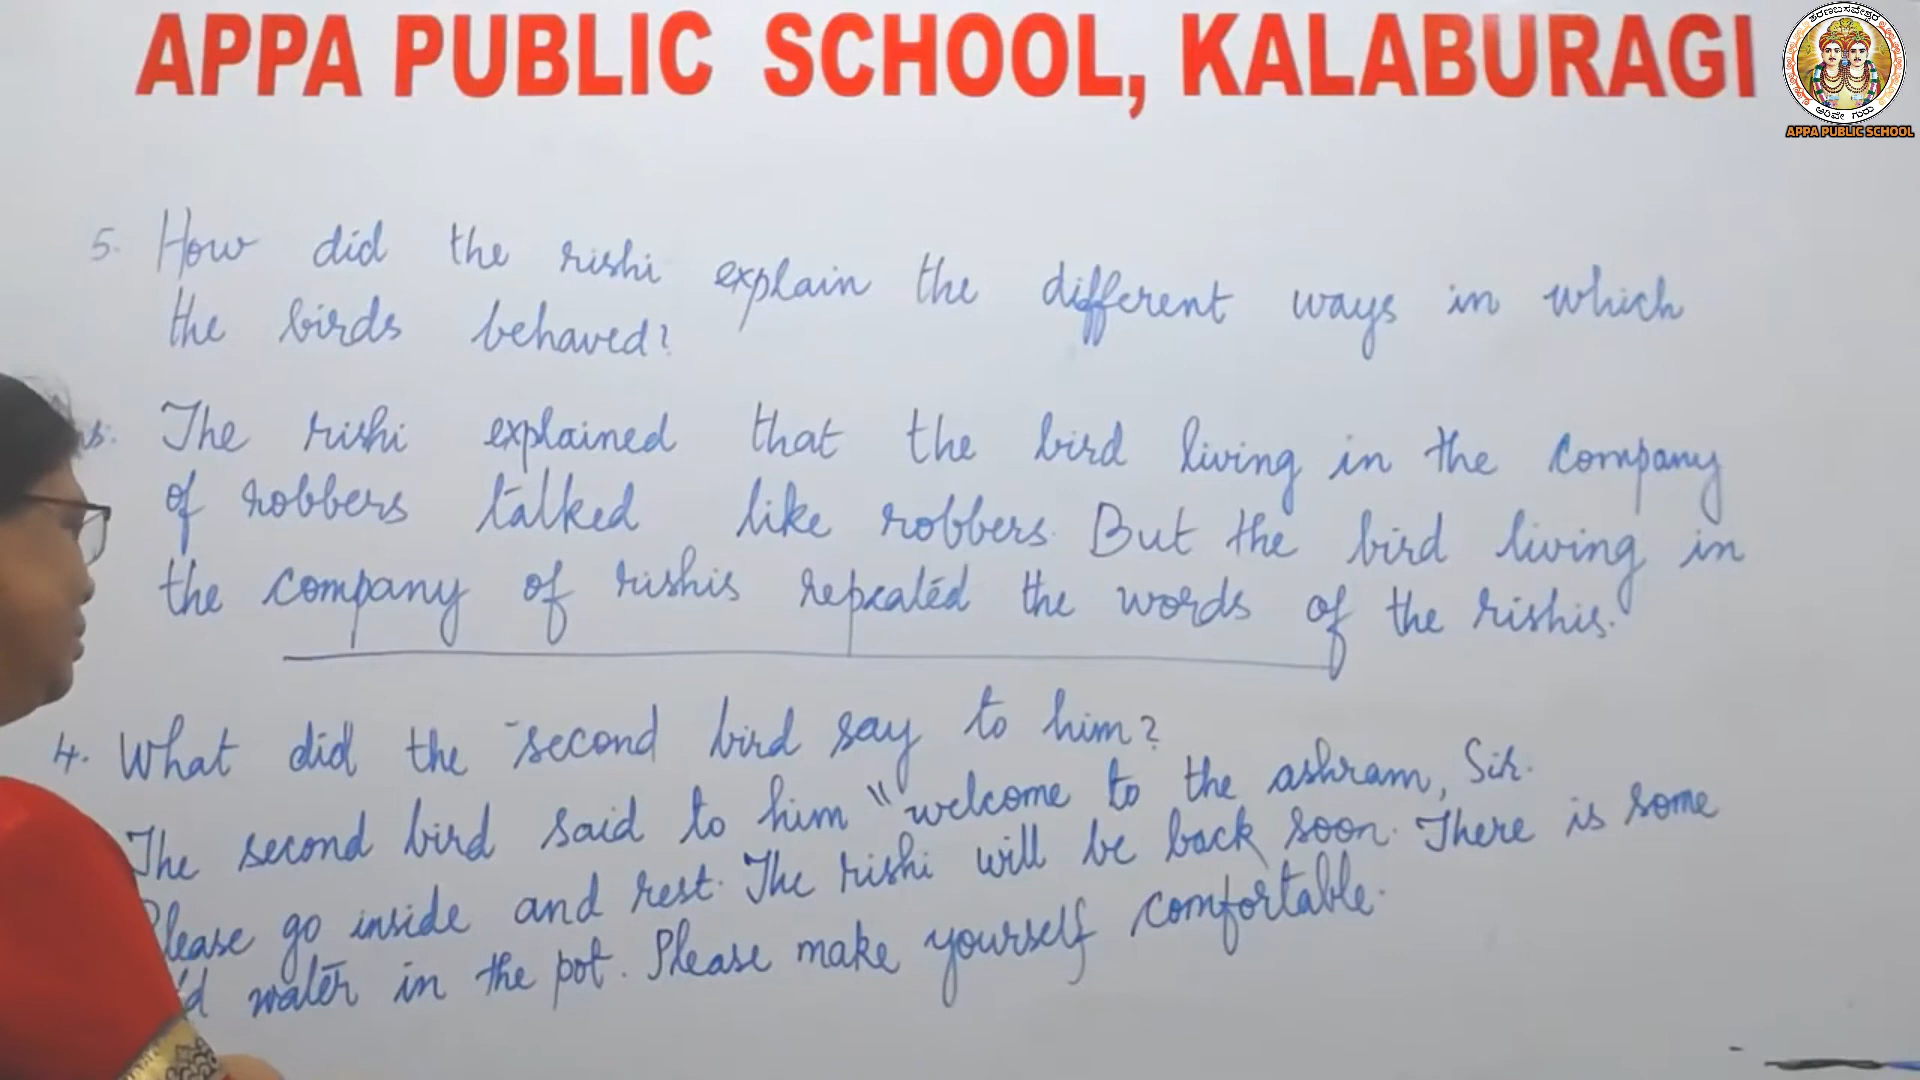 APPA PUBLIC SCHOOL, KALABURAGI
ಶರಣಬಸವೇಶ್ವರ
ಅರಿವೇ ಗುರು
APPA PUBLIC SCHOOL
5. How did the rishi explain the different ways in which
the birds behaved?
The rishi explained that the bird living in the company
of robbers talked like robbers. But the bird living in
the company of rishis repeated the words of the rishis.
4. What did the second bird say to him?
The second bird said to him "welcome to the ashram, Sir.
Please go inside and rest. The rishi will be back soon. There is some
water in the pot. Please make yourself comfortable.